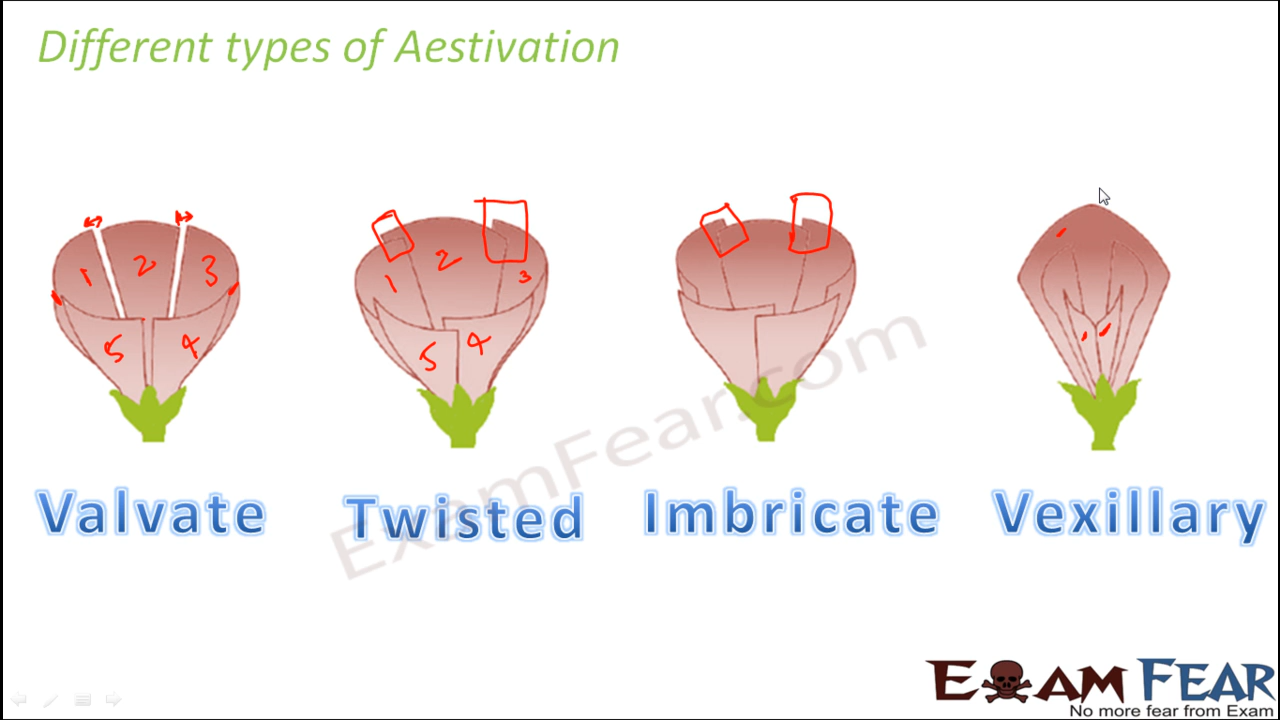 Different types of Aestivation
1 2 3
5 4
1 2 3
5 4
ExamFear.com
Valvate
Twisted
Imbricate
Vexillary
EXAM FEAR
No more fear from Exam